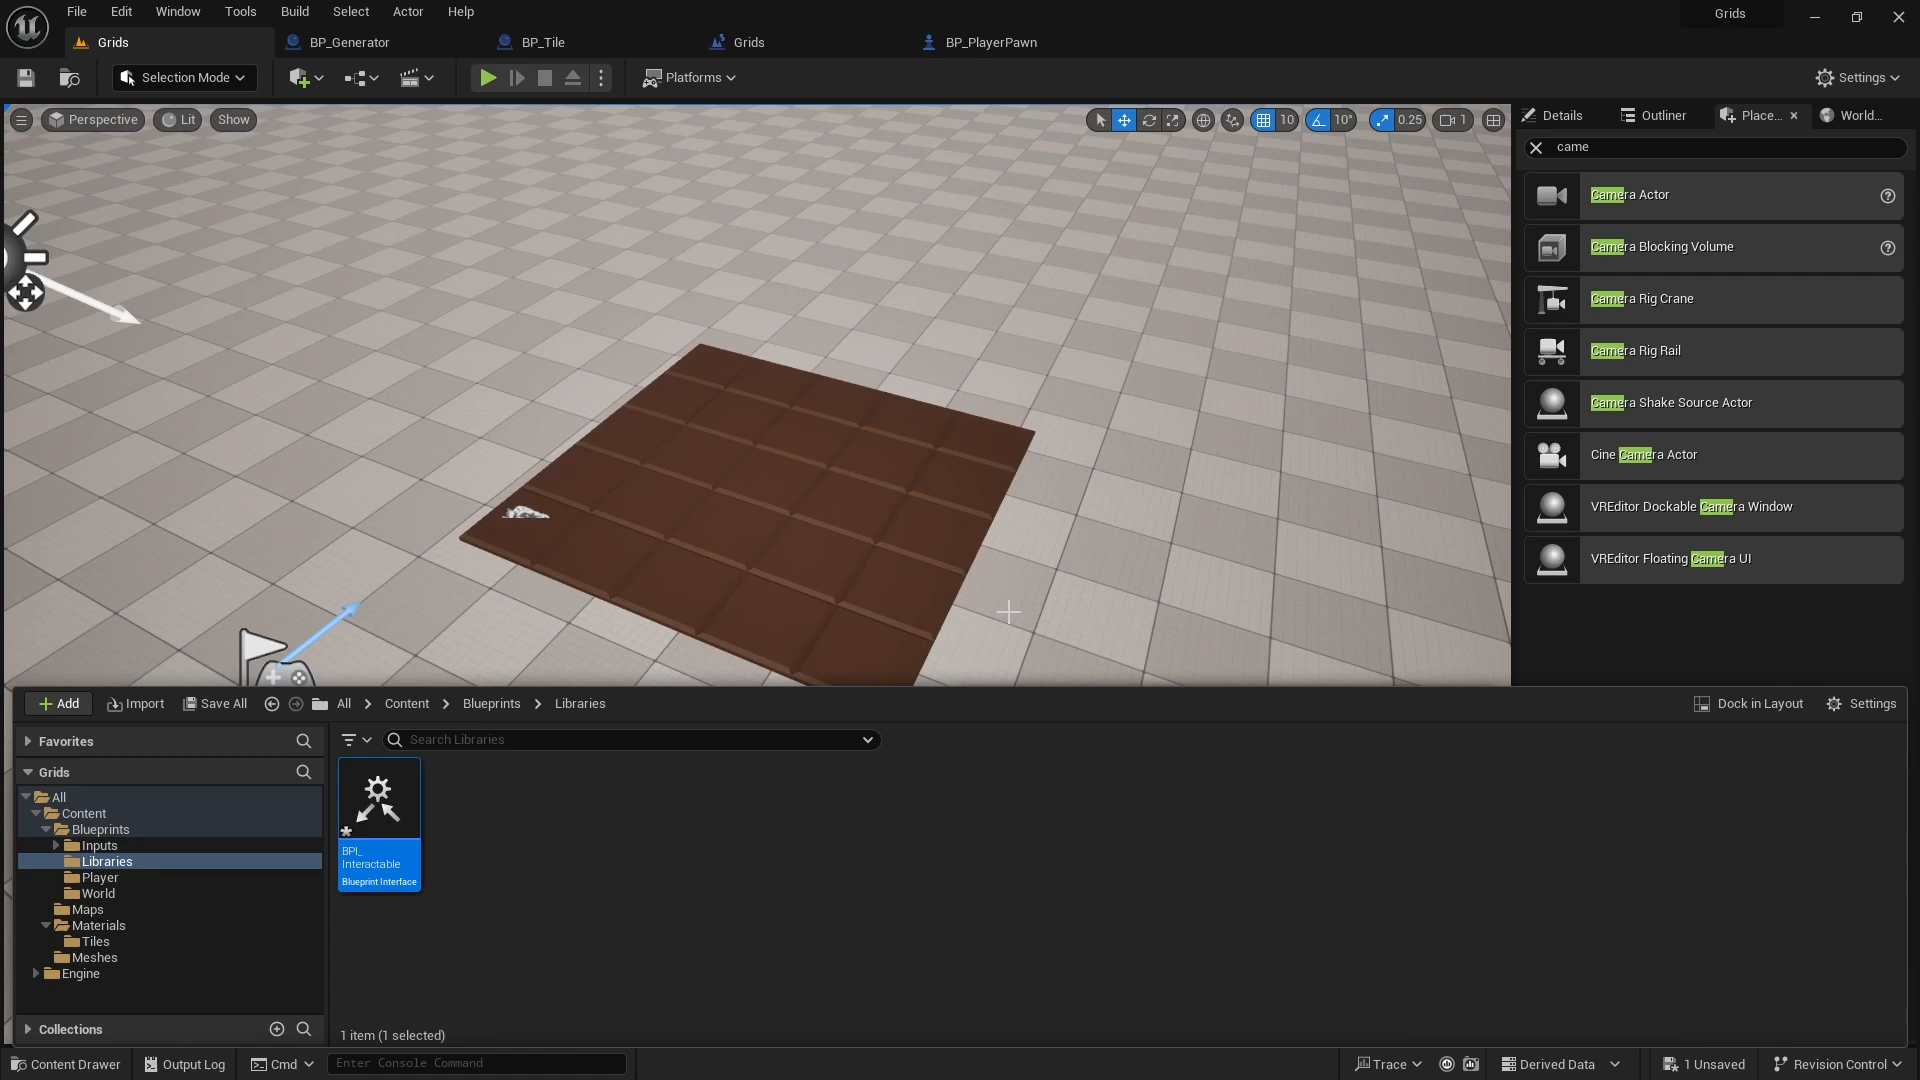 File Edit Window Tools Build Select Actor Help
Grids
Grids
BP_Generator
BP_Tile
Grids
BP_PlayerPawn
Selection Mode
Platforms
Settings
Perspective
Lit
Show
10
10°
0.25
1
Details
Outliner
Place...
World...
came
Camera Actor
Camera Blocking Volume
Camera Rig Crane
Camera Rig Rail
Camera Shake Source Actor
Cine Camera Actor
VREditor Dockable Camera Window
VREditor Floating Camera UI
Add
Import
Save All
All
Content
Blueprints
Libraries
Dock in Layout
Settings
Favorites
Grids
All
Content
Blueprints
Inputs
Libraries
Player
World
Maps
Materials
Tiles
Meshes
Engine
Collections
Search Libraries
BPI_
Interactable
Blueprint Interface
1 item (1 selected)
Content Drawer
Output Log
Cmd
Enter Console Command
Trace
Derived Data
1 Unsaved
Revision Control